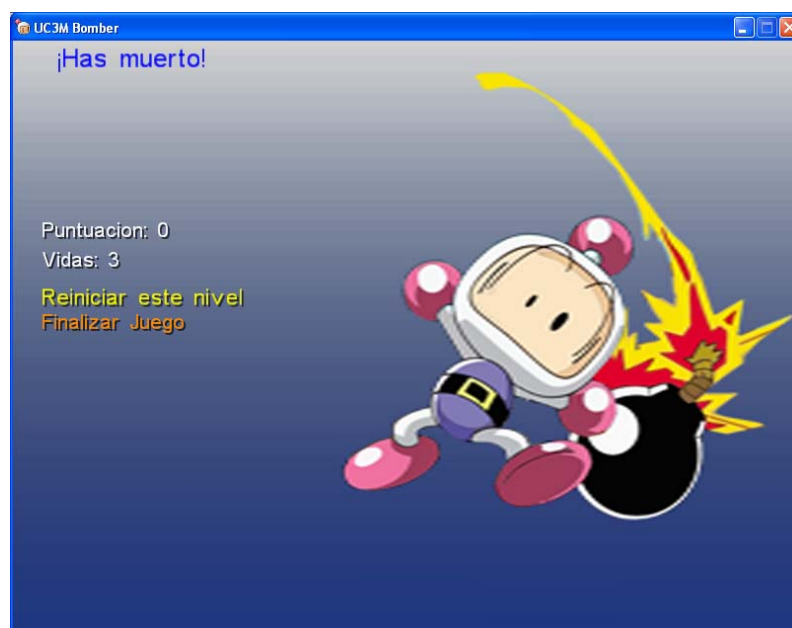 UC3M Bomber
¡Has muerto!
Puntuacion: 0
Vidas: 3
Reiniciar este nivel
Finalizar Juego